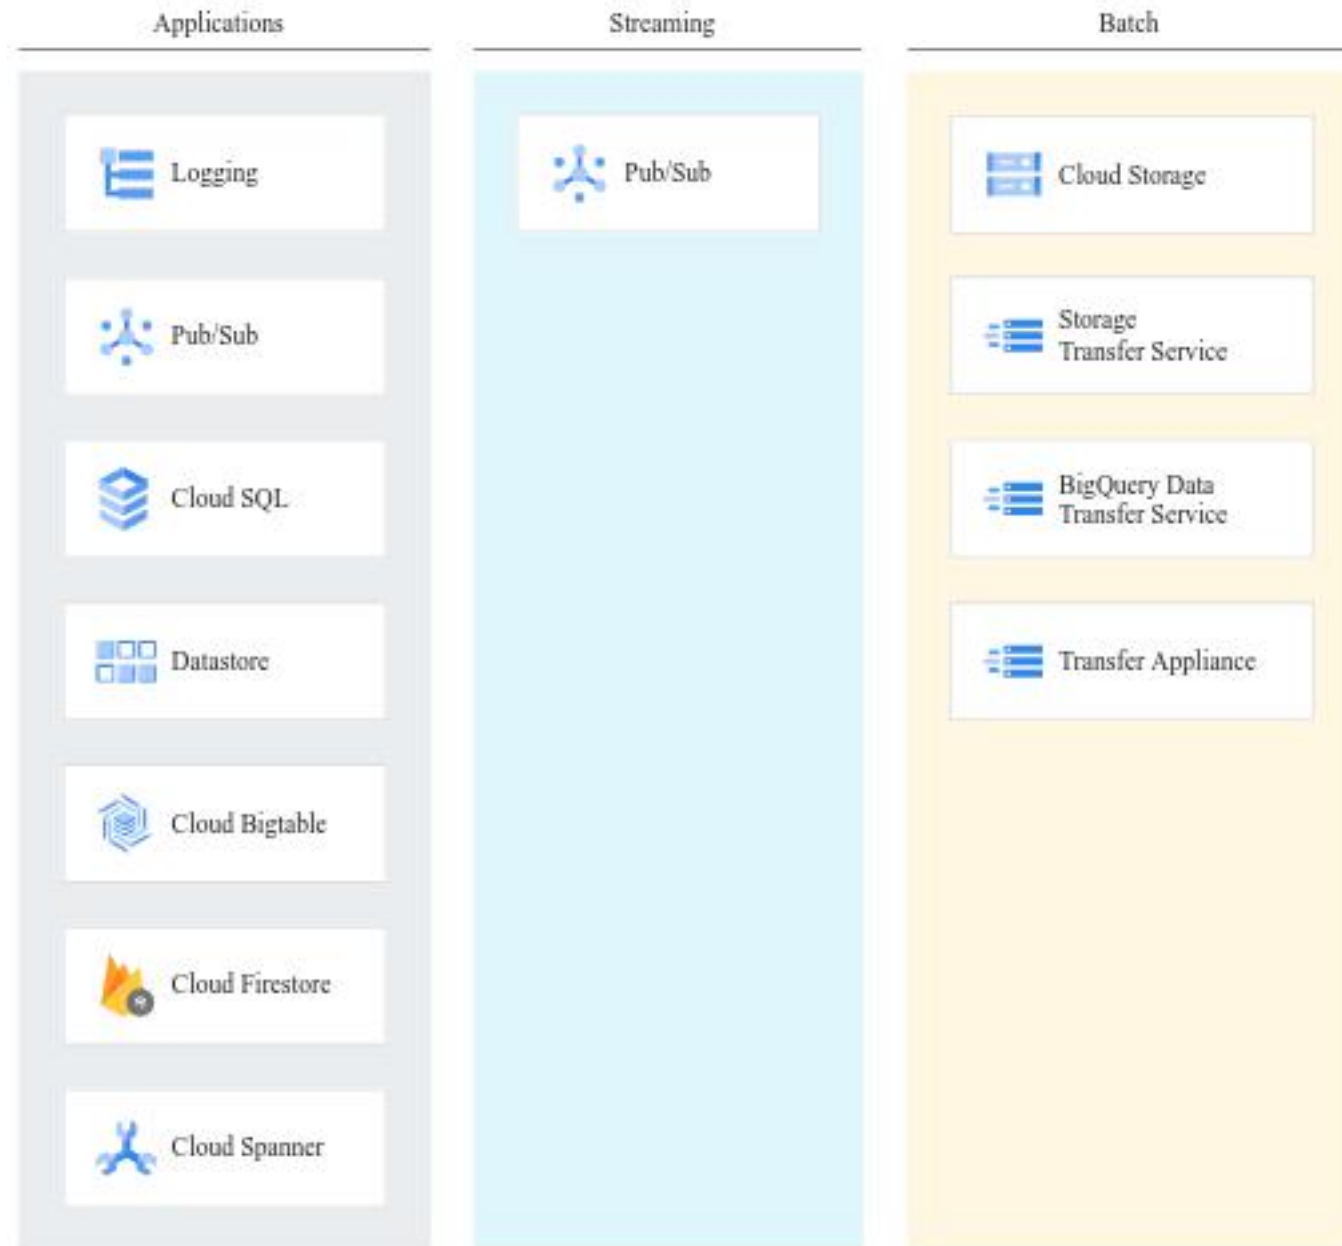 Applications
Streaming
Batch
Logging
Pub/Sub
Cloud SQL
Datastore
Cloud Bigtable
Cloud Firestore
Cloud Spanner
Pub/Sub
Cloud Storage
Storage
Transfer Service
BigQuery Data
Transfer Service
Transfer Appliance